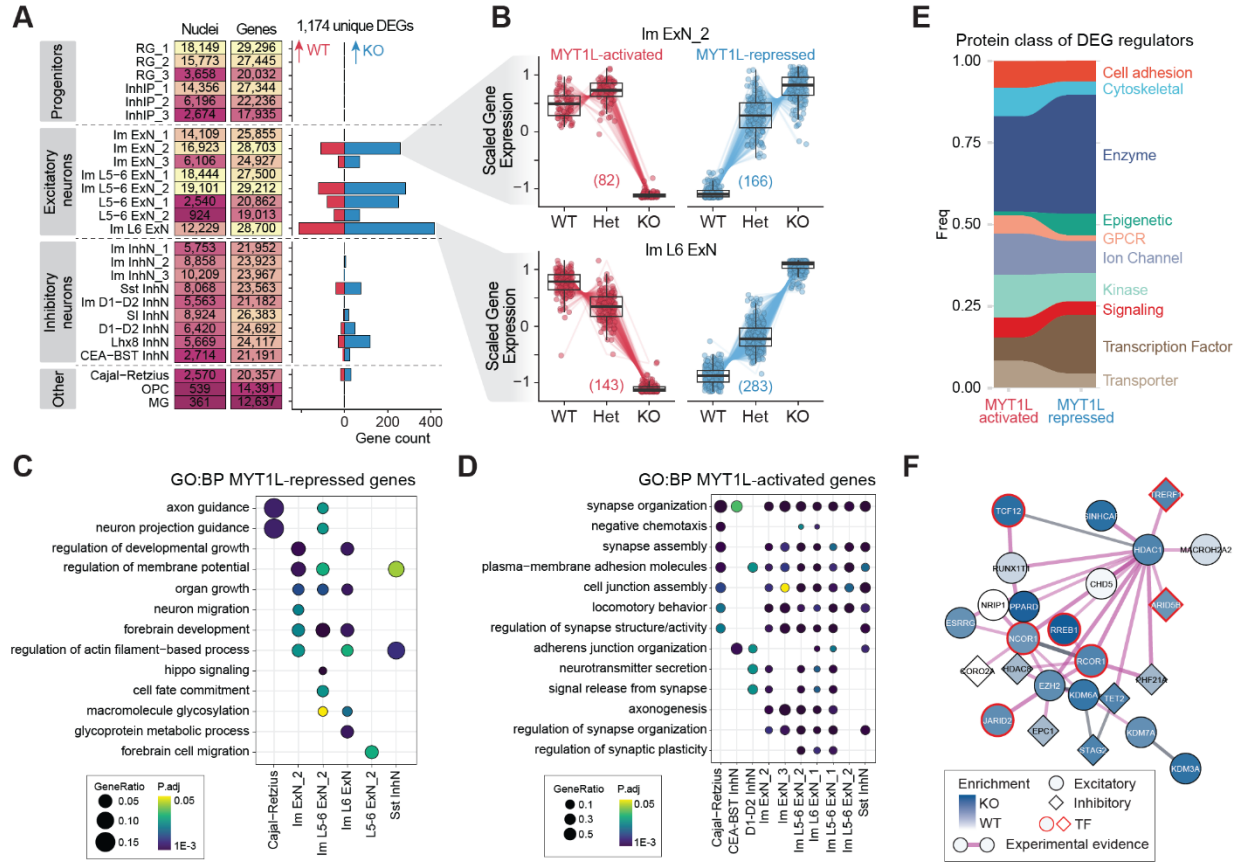 A
Nuclei Genes
1,174 unique DEGs
WT KO
Progenitors
RG_1 18,149 29,296
RG_2 15,773 27,445
RG_3 3,658 20,032
InhIP_1 14,356 27,344
InhIP_2 6,196 22,236
InhIP_3 2,674 17,935
Excitatory
neurons
Im ExN_1 14,109 25,855
Im ExN_2 16,923 28,703
Im ExN_3 6,106 24,927
Im L5-6 ExN_1 18,444 27,500
Im L5-6 ExN_2 19,101 29,212
L5-6 ExN_1 2,540 20,862
L5-6 ExN_2 924 19,013
Im L6 ExN 12,229 28,700
Inhibitory
neurons
Im InhN_1 5,753 21,952
Im InhN_2 8,858 23,923
Im InhN_3 10,209 23,967
Sst InhN 8,068 23,563
Im D1-D2 InhN 5,563 21,182
SI InhN 8,924 26,383
D1-D2 InhN 6,420 24,692
Lhx8 InhN 5,669 24,117
CEA-BST InhN 2,714 21,191
Other
Cajal-Retzius 2,570 20,357
OPC 539 14,391
MG 361 12,637
0 200 400
Gene count
B
Im ExN_2
MYT1L-activated MYT1L-repressed
Scaled Gene
Expression
1
0
-1
(82) (166)
WT Het KO WT Het KO
Im L6 ExN
Scaled Gene
Expression
1
0
-1
(143) (283)
WT Het KO WT Het KO
E
Protein class of DEG regulators
Freq
1.00
0.75
0.50
0.25
0.00
Cell adhesion
Cytoskeletal
Enzyme
Epigenetic
GPCR
Ion Channel
Kinase
Signaling
Transcription Factor
Transporter
MYT1L
activated
MYT1L
repressed
C
GO:BP MYT1L-repressed genes
axon guidance
neuron projection guidance
regulation of developmental growth
regulation of membrane potential
organ growth
neuron migration
forebrain development
regulation of actin filament-based process
hippo signaling
cell fate commitment
macromolecule glycosylation
glycoprotein metabolic process
forebrain cell migration
Cajal-Retzius
Im ExN_2
Im L5-6 ExN_2
Im L6 ExN
L5-6 ExN_2
Sst InhN
GeneRatio
0.05
0.10
0.15
P.adj
0.05
1E-3
D
GO:BP MYT1L-activated genes
synapse organization
negative chemotaxis
synapse assembly
plasma-membrane adhesion molecules
cell junction assembly
locomotory behavior
regulation of synapse structure/activity
adherens junction organization
neurotransmitter secretion
signal release from synapse
axonogenesis
regulation of synapse organization
regulation of synaptic plasticity
Cajal-Retzius
CEA-BST InhN
D1-D2 InhN
Im ExN_2
Im ExN_3
Im L5-6 ExN_2
Im L6 ExN_1
Im L5-6 ExN_1
Im L5-6 ExN_2
Sst InhN
GeneRatio
0.1
0.3
0.5
P.adj
0.05
1E-3
F
TRERF1
TCF12
SINHCAF
HDAC1
MACROH2A2
RUNX1T1
CHD5
NRIP1
PPARD
ARID5B
ESRRG
RREB1
NCOR1
RCOR1
CORO2A
HDAC8
PHF21A
EZH2
KDM6A
TET2
JARID2
EPC1
STAG2
KDM7A
KDM3A
Enrichment
KO
WT
Excitatory
Inhibitory
TF
Experimental evidence